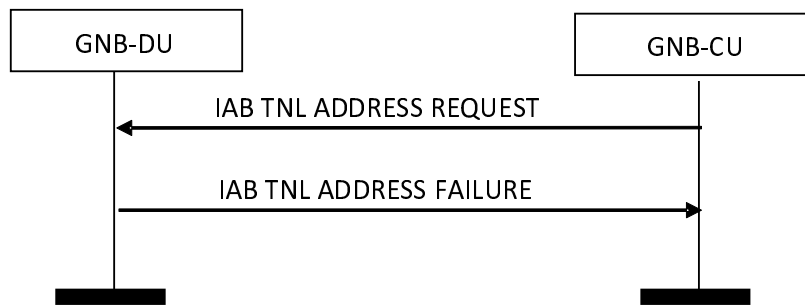 GNB-DU
GNB-CU
IAB TNL ADDRESS REQUEST
IAB TNL ADDRESS FAILURE